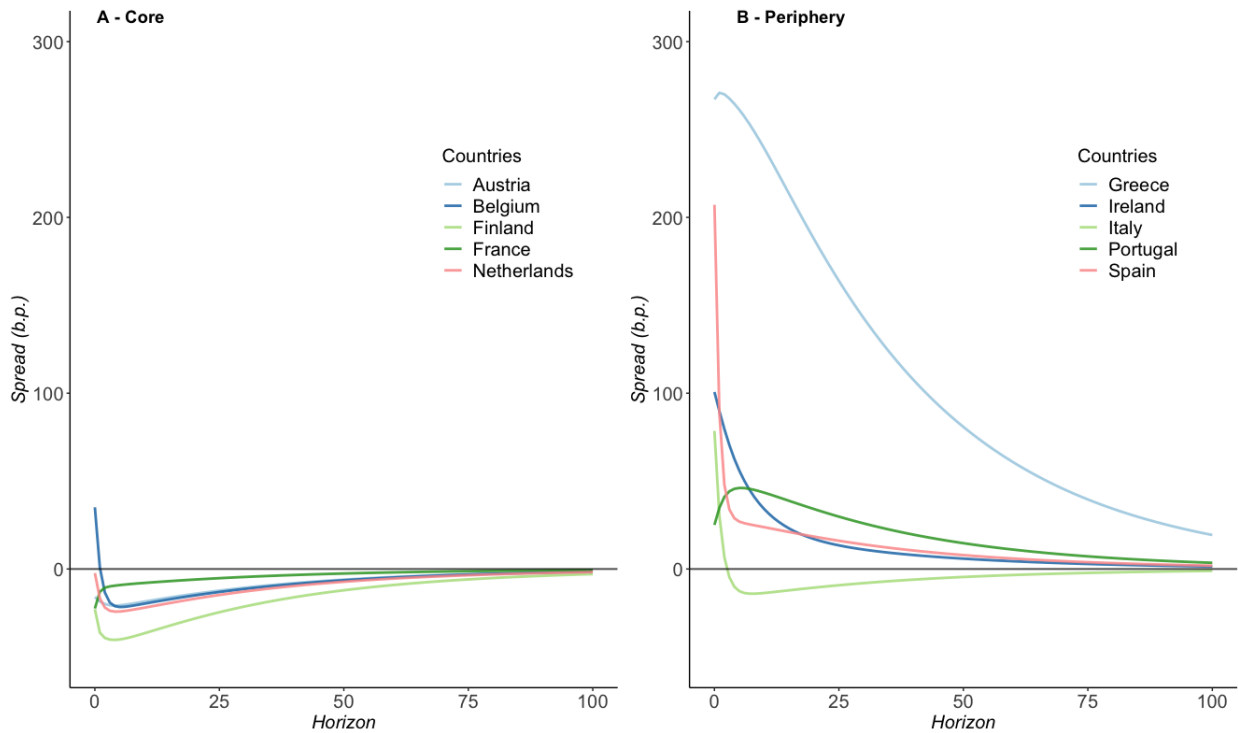 A - Core
300
200
100
0
Spread (b.p.)
Countries
Austria
Belgium
Finland
France
Netherlands
0
25
50
75
100
Horizon
B - Periphery
300
200
100
0
Spread (b.p.)
Countries
Greece
Ireland
Italy
Portugal
Spain
0
25
50
75
100
Horizon